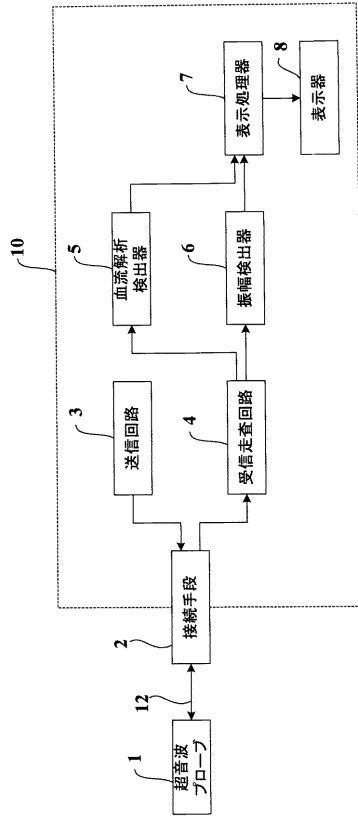 10
1
超音波
プローブ
12
2
接続手段
3
送信回路
4
受信走査回路
5
血流解析
検出器
6
振幅検出器
7
表示処理器
8
表示器